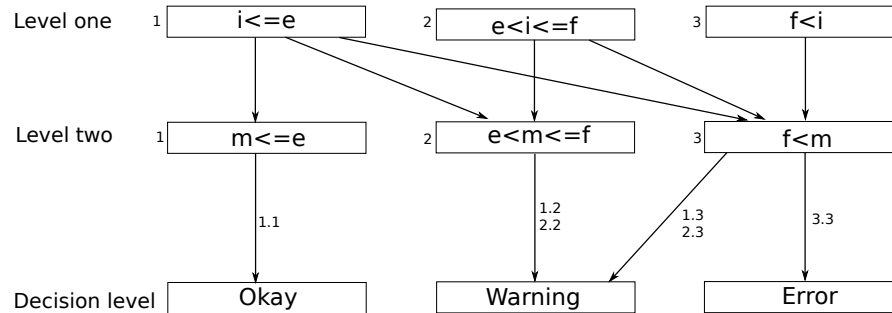 Level one
1
i<=e
2
e<i<=f
3
f<i
Level two
1
m<=e
2
e<m<=f
3
f<m
1.1
1.2
2.2
1.3
2.3
3.3
Decision level
Okay
Warning
Error